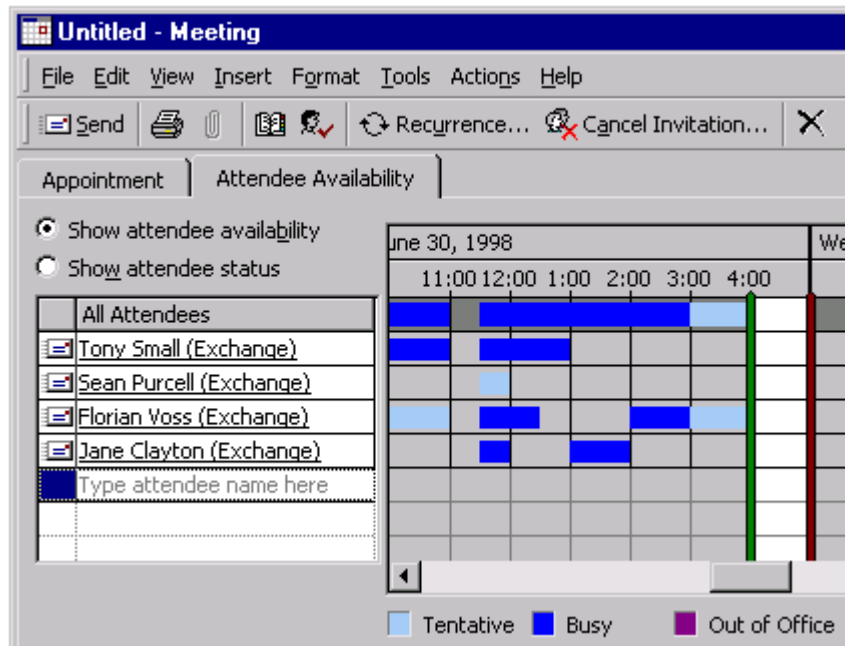 Untitled - Meeting
File Edit View Insert Format Tools Actions Help
Send Recurrence... Cancel Invitation...
Appointment Attendee Availability
Show attendee availability
Show attendee status
une 30, 1998 We
11:00 12:00 1:00 2:00 3:00 4:00
All Attendees
Tony Small (Exchange)
Sean Purcell (Exchange)
Florian Voss (Exchange)
Jane Clayton (Exchange)
Type attendee name here
Tentative Busy Out of Office